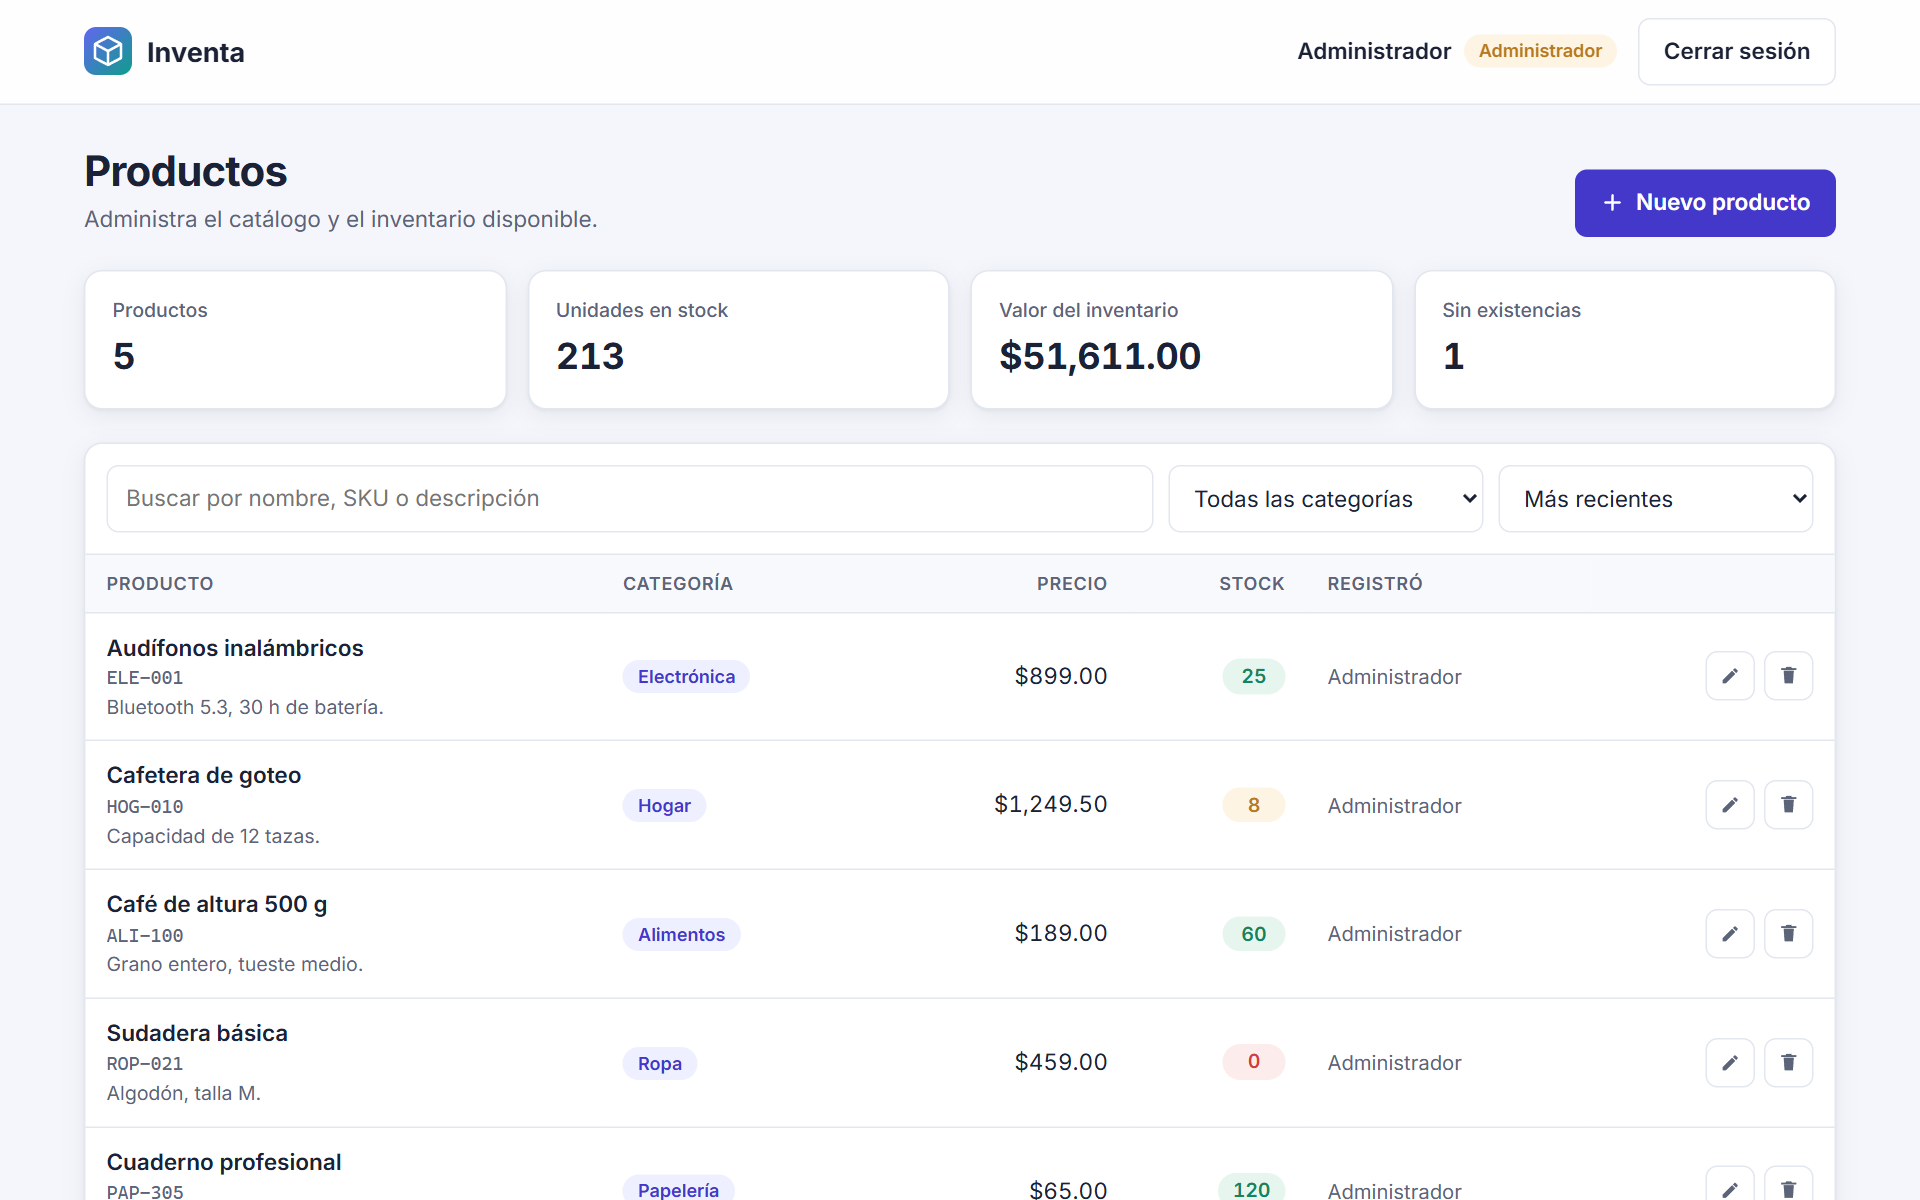 Inventa
Administrador
Administrador
Cerrar sesión
Productos
Administra el catálogo y el inventario disponible.
+ Nuevo producto
Productos
5
Unidades en stock
213
Valor del inventario
$51,611.00
Sin existencias
1
Buscar por nombre, SKU o descripción
Todas las categorías
Más recientes
PRODUCTO CATEGORÍA PRECIO STOCK REGISTRÓ
Audífonos inalámbricos
ELE-001
Bluetooth 5.3, 30 h de batería.
Electrónica
$899.00
25
Administrador
Cafetera de goteo
HOG-010
Capacidad de 12 tazas.
Hogar
$1,249.50
8
Administrador
Café de altura 500 g
ALI-100
Grano entero, tueste medio.
Alimentos
$189.00
60
Administrador
Sudadera básica
ROP-021
Algodón, talla M.
Ropa
$459.00
0
Administrador
Cuaderno profesional
PAP-305
Papelería
$65.00
120
Administrador